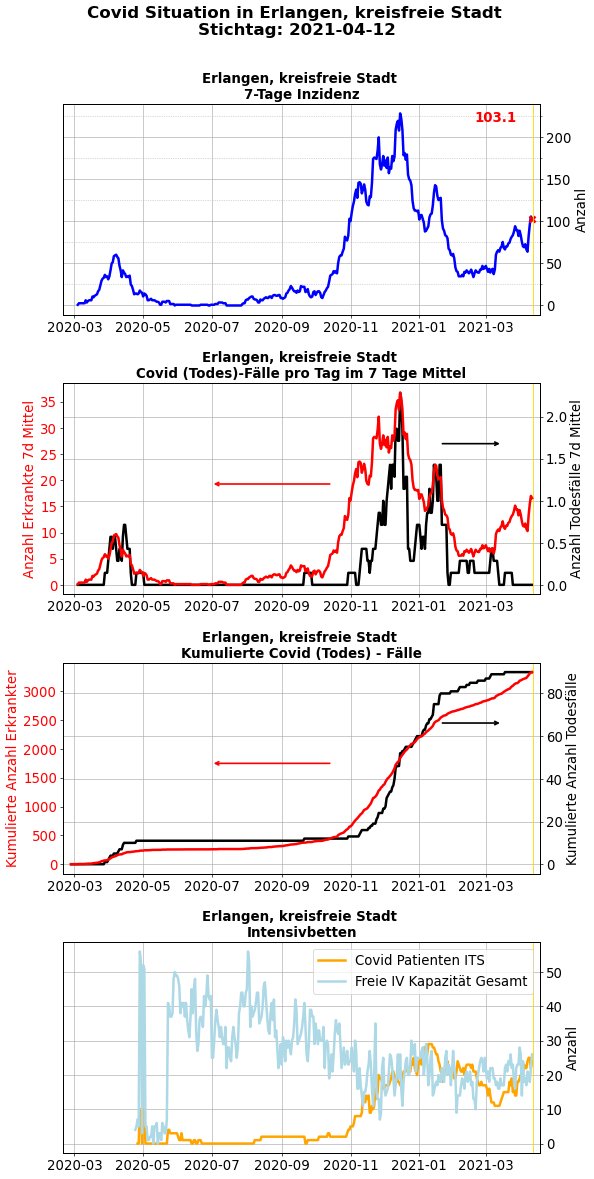 Covid Situation in Erlangen, kreisfreie Stadt
Stichtag: 2021-04-12
Erlangen, kreisfreie Stadt
7-Tage Inzidenz
103.1
200
150
100
50
0
Anzahl
2020-03 2020-05 2020-07 2020-09 2020-11 2021-01 2021-03
Erlangen, kreisfreie Stadt
Covid (Todes)-Fälle pro Tag im 7 Tage Mittel
Anzahl Erkrankte 7d Mittel
35
30
25
20
15
10
5
0
2.0
1.5
1.0
0.5
0.0
Anzahl Todesfälle 7d Mittel
2020-03 2020-05 2020-07 2020-09 2020-11 2021-01 2021-03
Erlangen, kreisfreie Stadt
Kumulierte Covid (Todes) - Fälle
Kumulierte Anzahl Erkrankter
3000
2500
2000
1500
1000
500
0
80
60
40
20
0
Kumulierte Anzahl Todesfälle
2020-03 2020-05 2020-07 2020-09 2020-11 2021-01 2021-03
Erlangen, kreisfreie Stadt
Intensivbetten
Covid Patienten ITS
Freie IV Kapazität Gesamt
50
40
30
20
10
0
Anzahl
2020-03 2020-05 2020-07 2020-09 2020-11 2021-01 2021-03